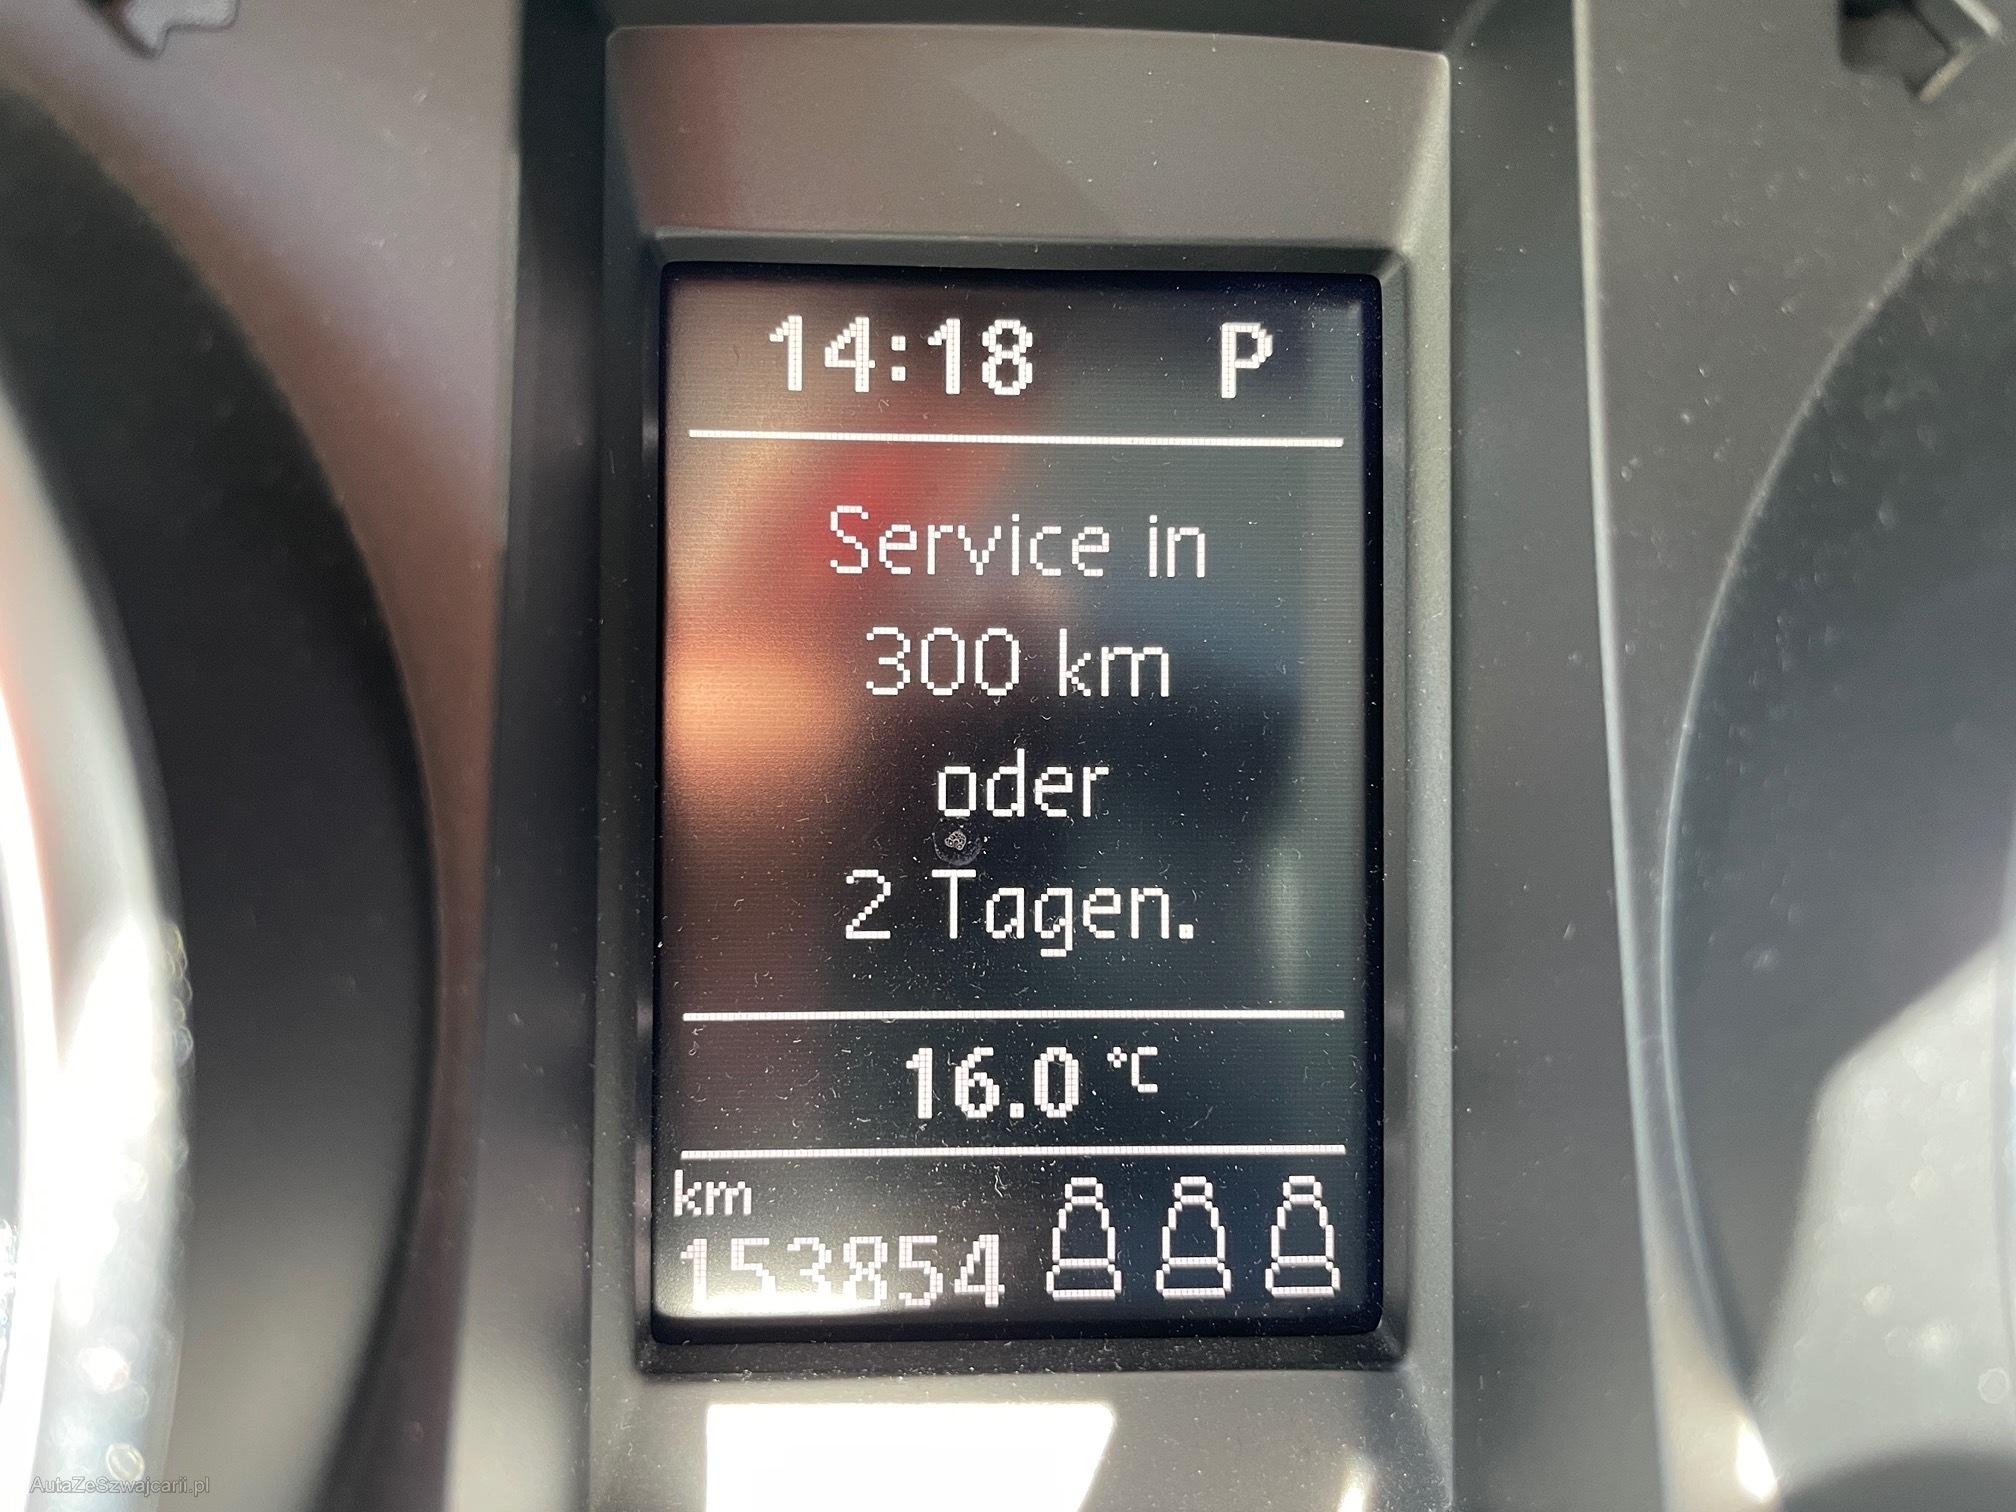 14:18 P
Service in
300 km
oder
2 Tagen.
16.0 °C
km
153854
AutaZeSzwajcarii.pl